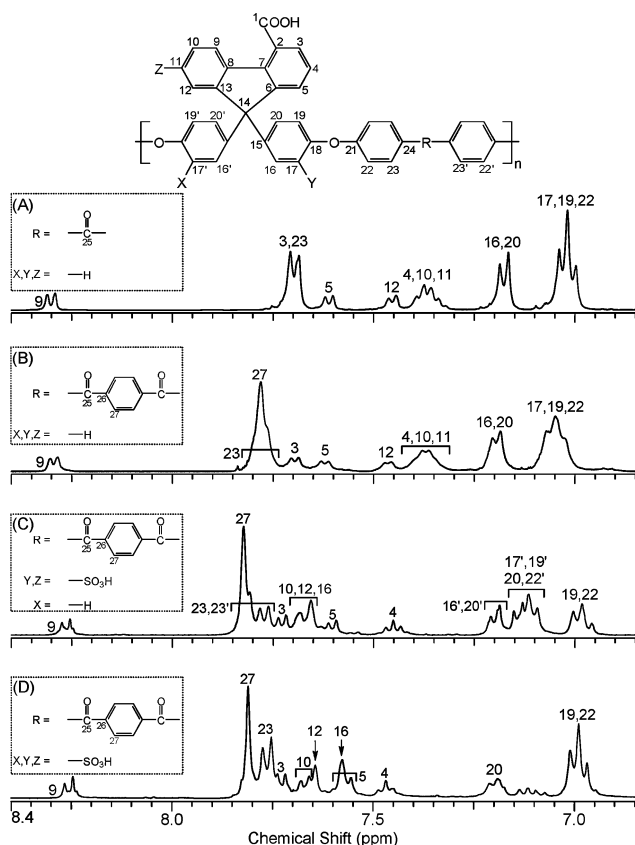 1 COOH
10 9 2 3
Z 11 8 7 4
12 13 6 5
14
19' 20' 20 19
O 15 18 O 21 24 R
17' 16' 16 17 22 23 23' 22' n
X Y
(A)
R = O C 25
X,Y,Z = —H
9 3,23 5 12 4,10,11 16,20 17,19,22
(B)
R = O C 25 26 27 O C
X,Y,Z = —H
9 23 27 3 5 12 4,10,11 16,20 17,19,22
(C)
R = O C 25 26 27 O C
Y,Z = —SO₃H
X = —H
9 27 23,23' 3 10,12,16 5 4 16',20' 17',19' 20,22' 19,22
(D)
R = O C 25 26 27 O C
X,Y,Z = —SO₃H
9 27 23 3 10 12 16 5 4 20 19,22
8.4 8.0 7.5 7.0
Chemical Shift (ppm)